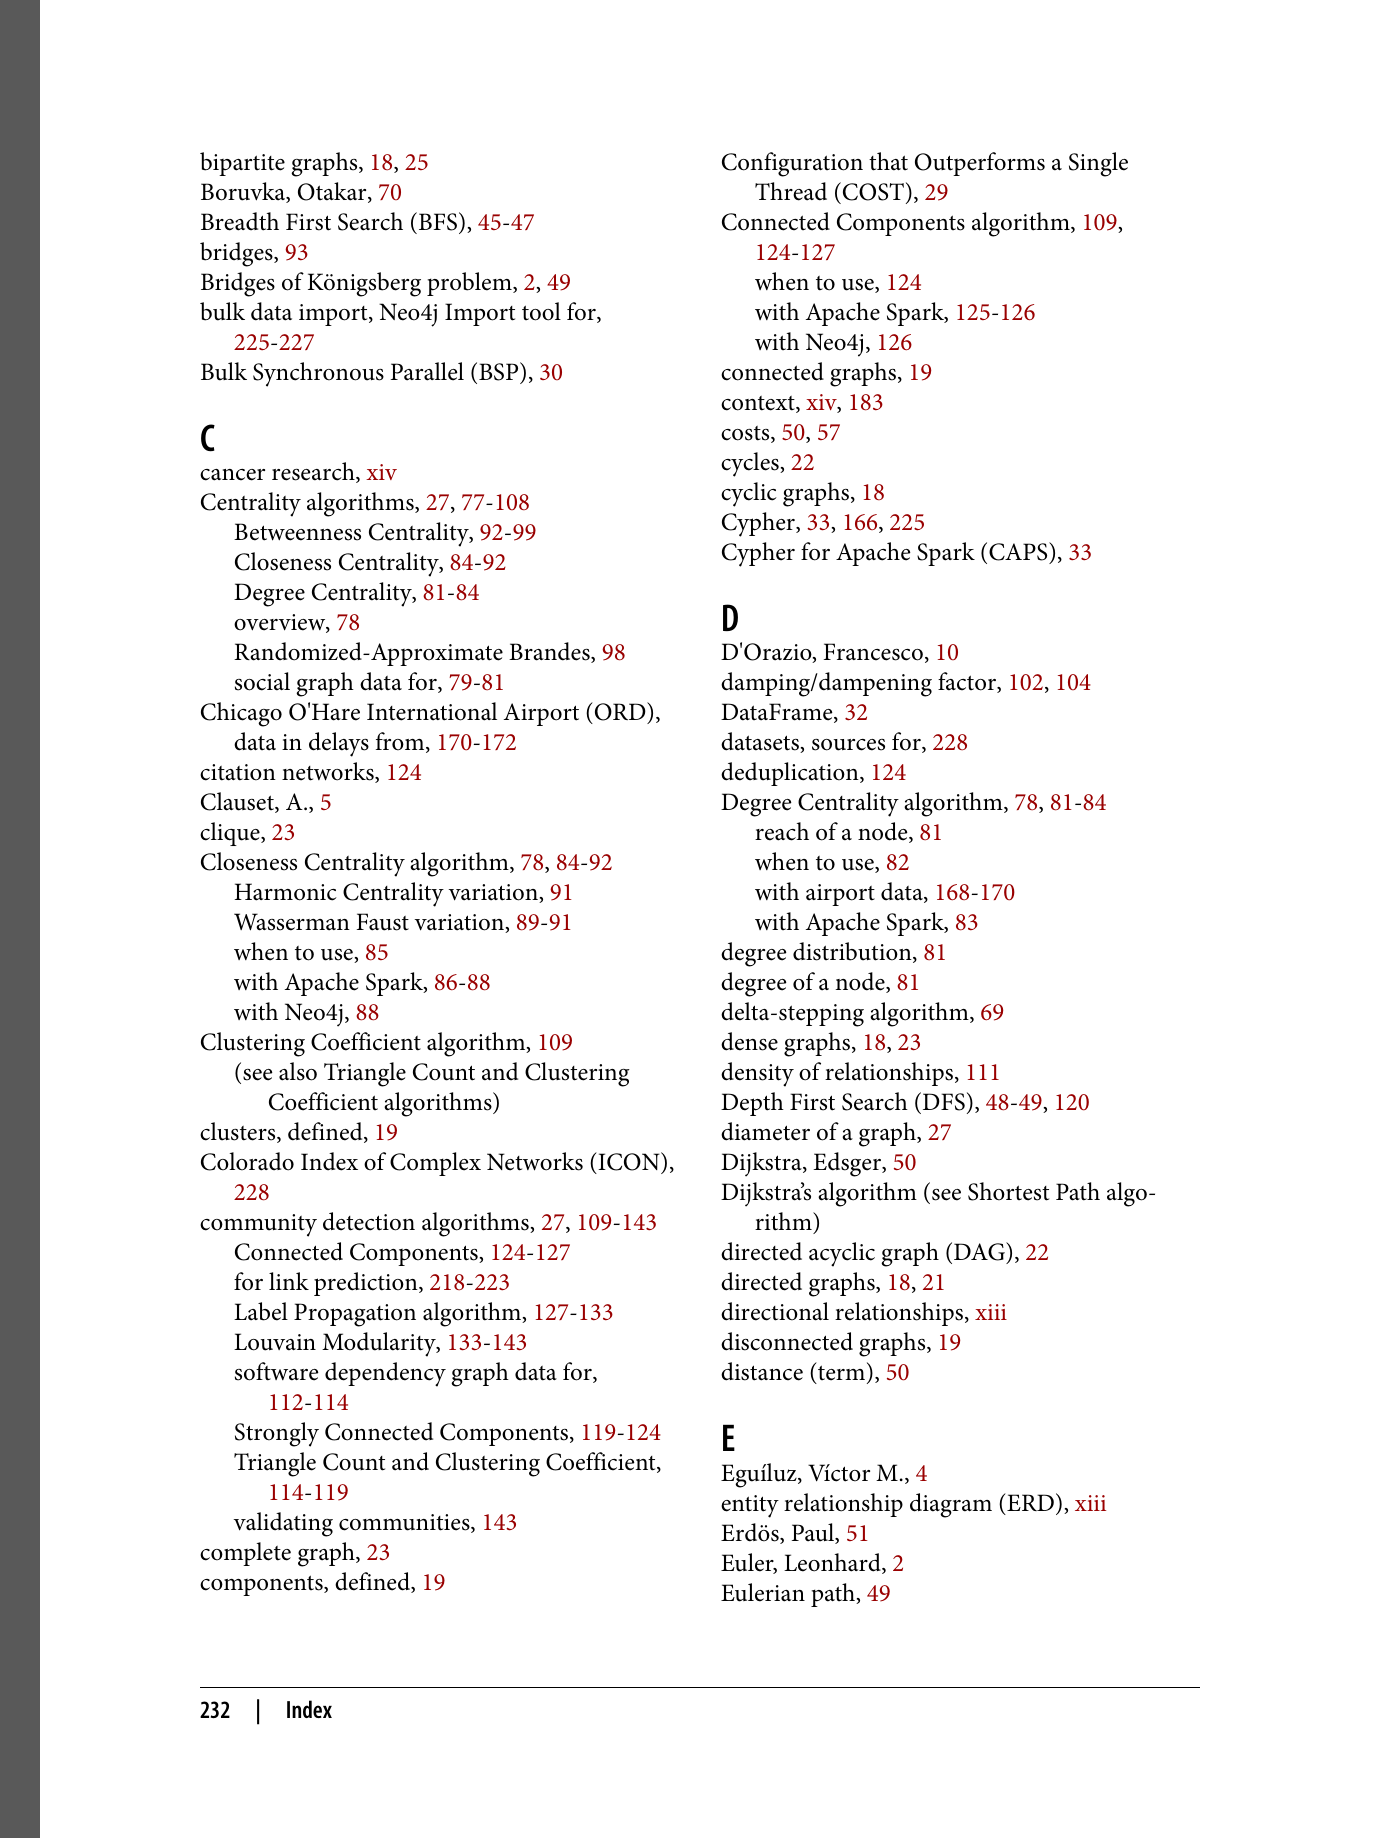 bipartite graphs, 18, 25
Boruvka, Otakar, 70
Breadth First Search (BFS), 45-47
bridges, 93
Bridges of Königsberg problem, 2, 49
bulk data import, Neo4j Import tool for,
225-227
Bulk Synchronous Parallel (BSP), 30
C
cancer research, xiv
Centrality algorithms, 27, 77-108
Betweenness Centrality, 92-99
Closeness Centrality, 84-92
Degree Centrality, 81-84
overview, 78
Randomized-Approximate Brandes, 98
social graph data for, 79-81
Chicago O'Hare International Airport (ORD),
data in delays from, 170-172
citation networks, 124
Clauset, A., 5
clique, 23
Closeness Centrality algorithm, 78, 84-92
Harmonic Centrality variation, 91
Wasserman Faust variation, 89-91
when to use, 85
with Apache Spark, 86-88
with Neo4j, 88
Clustering Coefficient algorithm, 109
(see also Triangle Count and Clustering
Coefficient algorithms)
clusters, defined, 19
Colorado Index of Complex Networks (ICON),
228
community detection algorithms, 27, 109-143
Connected Components, 124-127
for link prediction, 218-223
Label Propagation algorithm, 127-133
Louvain Modularity, 133-143
software dependency graph data for,
112-114
Strongly Connected Components, 119-124
Triangle Count and Clustering Coefficient,
114-119
validating communities, 143
complete graph, 23
components, defined, 19
Configuration that Outperforms a Single
Thread (COST), 29
Connected Components algorithm, 109,
124-127
when to use, 124
with Apache Spark, 125-126
with Neo4j, 126
connected graphs, 19
context, xiv, 183
costs, 50, 57
cycles, 22
cyclic graphs, 18
Cypher, 33, 166, 225
Cypher for Apache Spark (CAPS), 33
D
D'Orazio, Francesco, 10
damping/dampening factor, 102, 104
DataFrame, 32
datasets, sources for, 228
deduplication, 124
Degree Centrality algorithm, 78, 81-84
reach of a node, 81
when to use, 82
with airport data, 168-170
with Apache Spark, 83
degree distribution, 81
degree of a node, 81
delta-stepping algorithm, 69
dense graphs, 18, 23
density of relationships, 111
Depth First Search (DFS), 48-49, 120
diameter of a graph, 27
Dijkstra, Edsger, 50
Dijkstra’s algorithm (see Shortest Path algo-
rithm)
directed acyclic graph (DAG), 22
directed graphs, 18, 21
directional relationships, xiii
disconnected graphs, 19
distance (term), 50
E
Eguíluz, Víctor M., 4
entity relationship diagram (ERD), xiii
Erdös, Paul, 51
Euler, Leonhard, 2
Eulerian path, 49
232 | Index